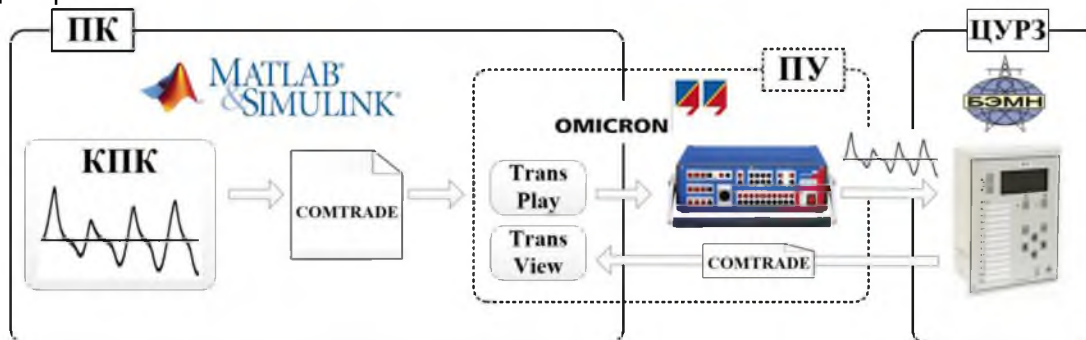 ПК
ЦУРЗ
ПУ
MATLAB®
&SIMULINK®
БЭМН
OMICRON
КПК
COMTRADE
Trans
Play
Trans
View
COMTRADE